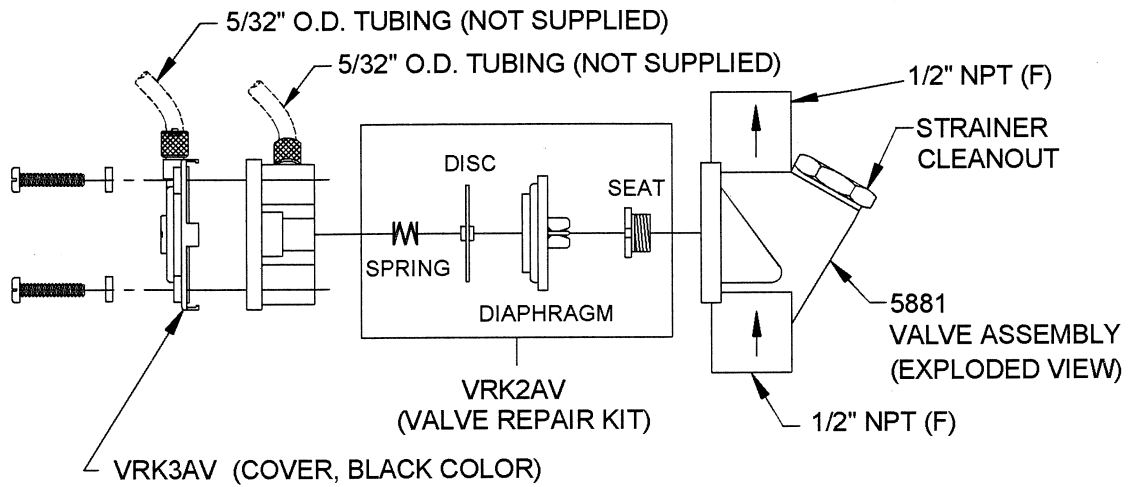 5/32" O.D. TUBING (NOT SUPPLIED)
5/32" O.D. TUBING (NOT SUPPLIED)
1/2" NPT (F)
STRAINER
CLEANOUT
DISC
SEAT
SPRING
DIAPHRAGM
5881
VALVE ASSEMBLY
(EXPLODED VIEW)
VRK2AV
(VALVE REPAIR KIT)
1/2" NPT (F)
VRK3AV (COVER, BLACK COLOR)